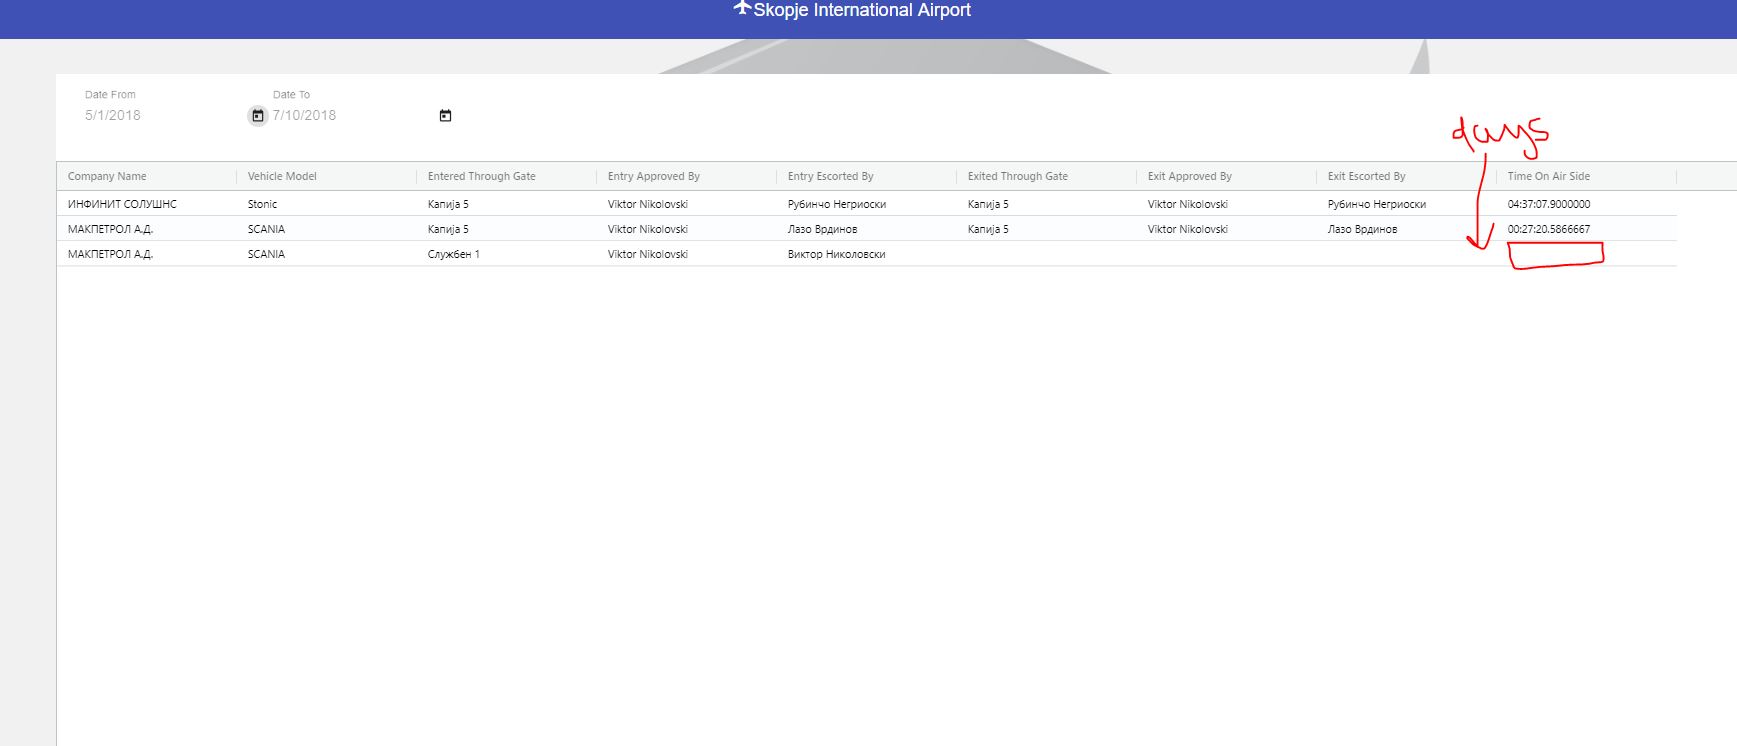 Skopje International Airport
Date From Date To
5/1/2018 7/10/2018
days
Company Name Vehicle Model Entered Through Gate Entry Approved By Entry Escorted By Exited Through Gate Exit Approved By Exit Escorted By Time On Air Side
ИНФИНИТ СОЛУШНС Stonic Капија 5 Viktor Nikolovski Рубинчо Негриоски Капија 5 Viktor Nikolovski Рубинчо Негриоски 04:37:07.9000000
МАКПЕТРОЛ А.Д. SCANIA Капија 5 Viktor Nikolovski Лазо Врдинов Капија 5 Viktor Nikolovski Лазо Врдинов 00:27:20.5866667
МАКПЕТРОЛ А.Д. SCANIA Службен 1 Viktor Nikolovski Виктор Николовски